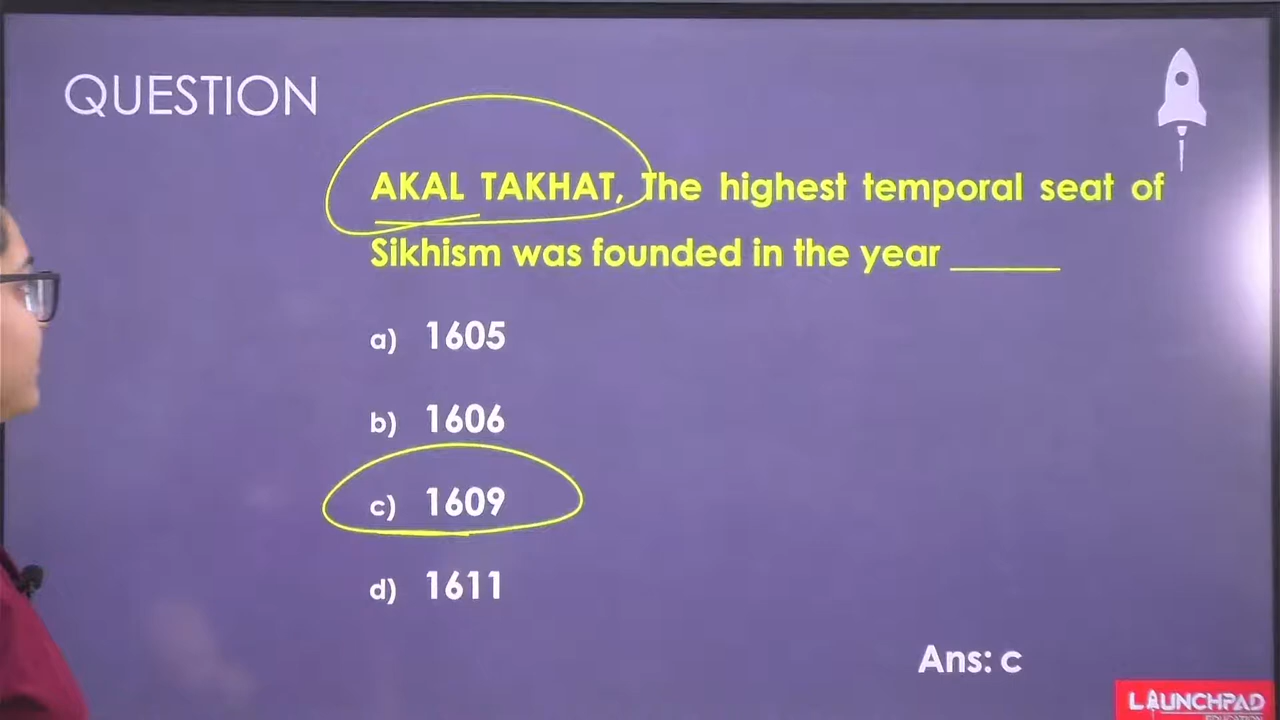 QUESTION
AKAL TAKHAT, The highest temporal seat of
Sikhism was founded in the year ______
a) 1605
b) 1606
c) 1609
d) 1611
Ans: c
LAUNCHPAD
EDUCATION